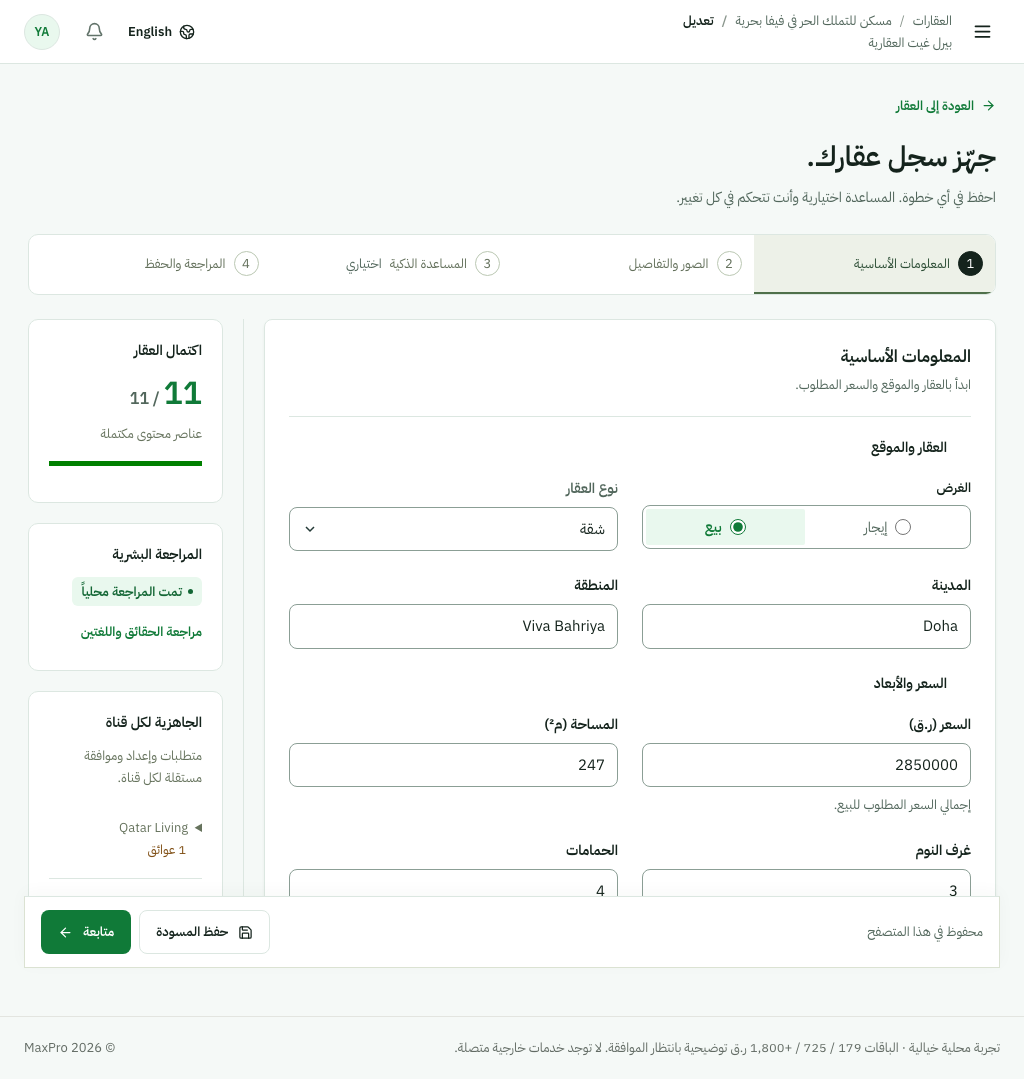 العقارات / مسكن للتملك الحر في فيفا بحرية / تعديل
بيرل غيت العقارية
English
YA
العودة إلى العقار
جهّز سجل عقارك.
احفظ في أي خطوة. المساعدة اختيارية وأنت تتحكم في كل تغيير.
1 المعلومات الأساسية
2 الصور والتفاصيل
3 المساعدة الذكية اختياري
4 المراجعة والحفظ
المعلومات الأساسية
ابدأ بالعقار والموقع والسعر المطلوب.
العقار والموقع
الغرض
إيجار
بيع
نوع العقار
شقة
المدينة
Doha
المنطقة
Viva Bahriya
السعر والأبعاد
السعر (ر.ق)
2850000
إجمالي السعر المطلوب للبيع.
المساحة (م²)
247
غرف النوم
3
الحمامات
4
اكتمال العقار
11 / 11
عناصر محتوى مكتملة
المراجعة البشرية
• تمت المراجعة محلياً
مراجعة الحقائق واللغتين
الجاهزية لكل قناة
متطلبات وإعداد وموافقة
مستقلة لكل قناة.
Qatar Living
1 عوائق
محفوظ في هذا المتصفح
حفظ المسودة
متابعة
تجربة محلية خيالية · الباقات 179 / 725 / +1,800 ر.ق توضيحية بانتظار الموافقة. لا توجد خدمات خارجية متصلة.
© 2026 MaxPro